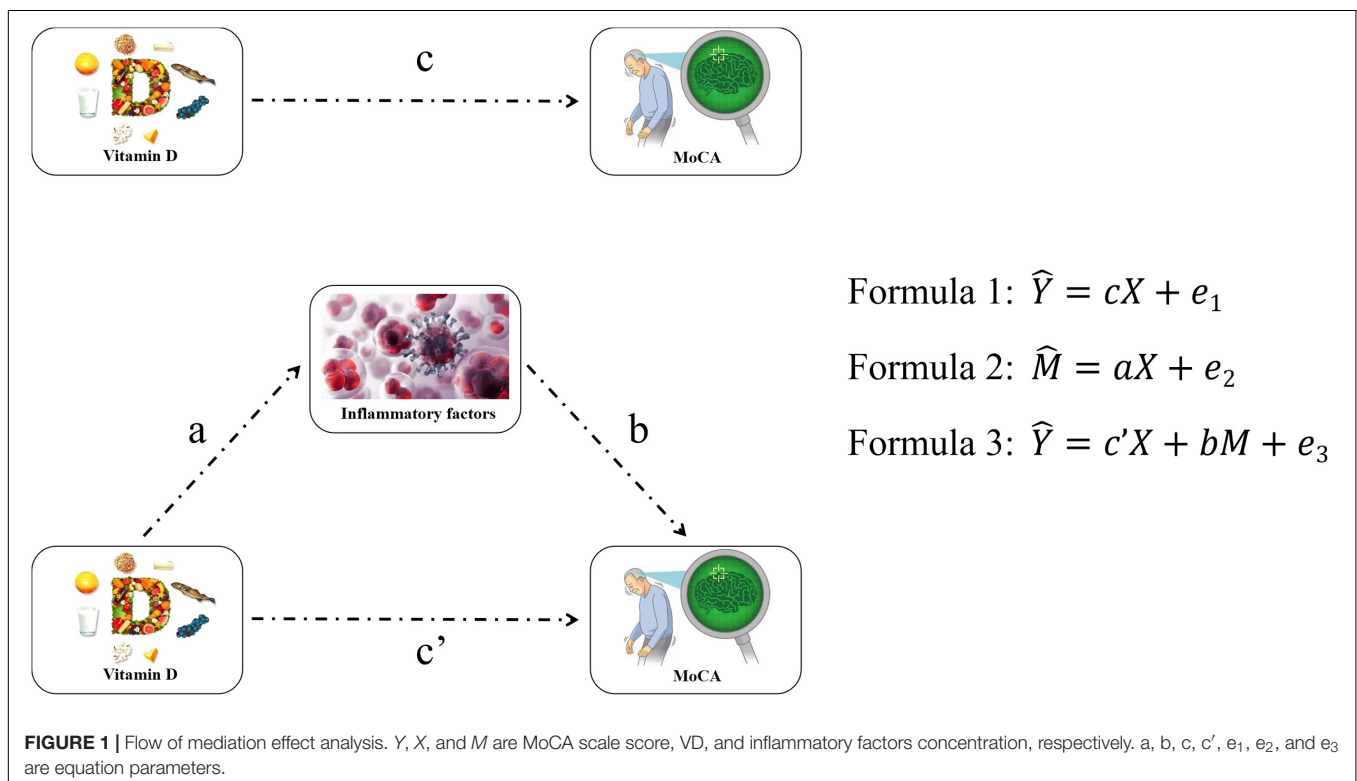 c
Vitamin D
MoCA
Inflammatory factors
a
b
Vitamin D
c’
MoCA
Formula 1: Ŷ = cX + e₁
Formula 2: M̂ = aX + e₂
Formula 3: Ŷ = c’X + bM + e₃
FIGURE 1 | Flow of mediation effect analysis. Y, X, and M are MoCA scale score, VD, and inflammatory factors concentration, respectively. a, b, c, c′, e₁, e₂, and e₃
are equation parameters.